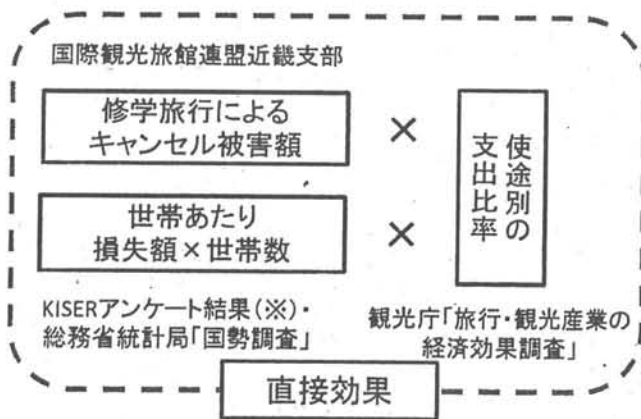 国際観光旅館連盟近畿支部
修学旅行による
キャンセル被害額
×
使途別の
支出比率
世帯あたり
損失額×世帯数
×
KISERアンケート結果(※)・
総務省統計局「国勢調査」
観光庁「旅行・観光産業の
経済効果調査」
直接効果